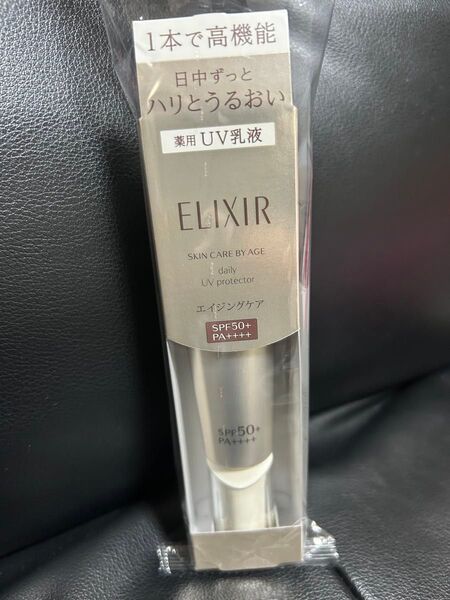 1本で高機能
日中ずっと
ハリとうるおい
薬用 UV乳液
ELIXIR
SKIN CARE BY AGE
daily
UV protector
エイジングケア
SPF50+
PA++++
SPF50+
PA++++